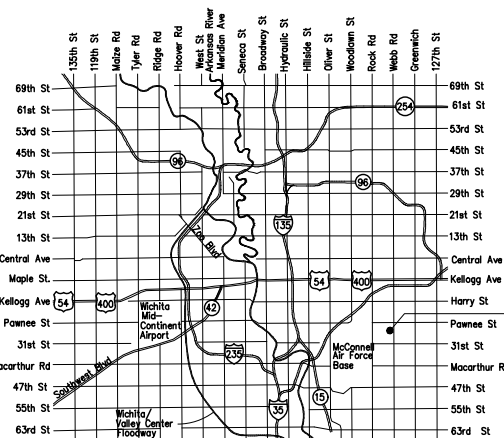 135th St
119th St
Maize Rd
Tyler Rd
Ridge Rd
Hoover Rd
West St
Arkansas River
Meridian Ave
Seneca St
Broadway St
Hydraulic St
Hillside St
Oliver St
Woodlawn St
Rock Rd
Webb Rd
Greenwich
127th St
69th St
69th St
61st St
254
61st St
53rd St
53rd St
45th St
45th St
96
37th St
37th St
96
29th St
29th St
21st St
21st St
135
13th St
13th St
Zoo Blvd
Central Ave
Central Ave
Maple St.
54
400
Kellogg Ave
Kellogg Ave
54
400
42
Harry St
Wichita
Mid-
Continent
Airport
Pawnee St
Pawnee St
31st St
235
McConnell
Air Force
Base
31st St
acarthur Rd
Macarthur R
Southwest Blvd
47th St
15
47th St
55th St
35
55th St
Wichita/
Valley Center
Floodway
63rd St
63rd St